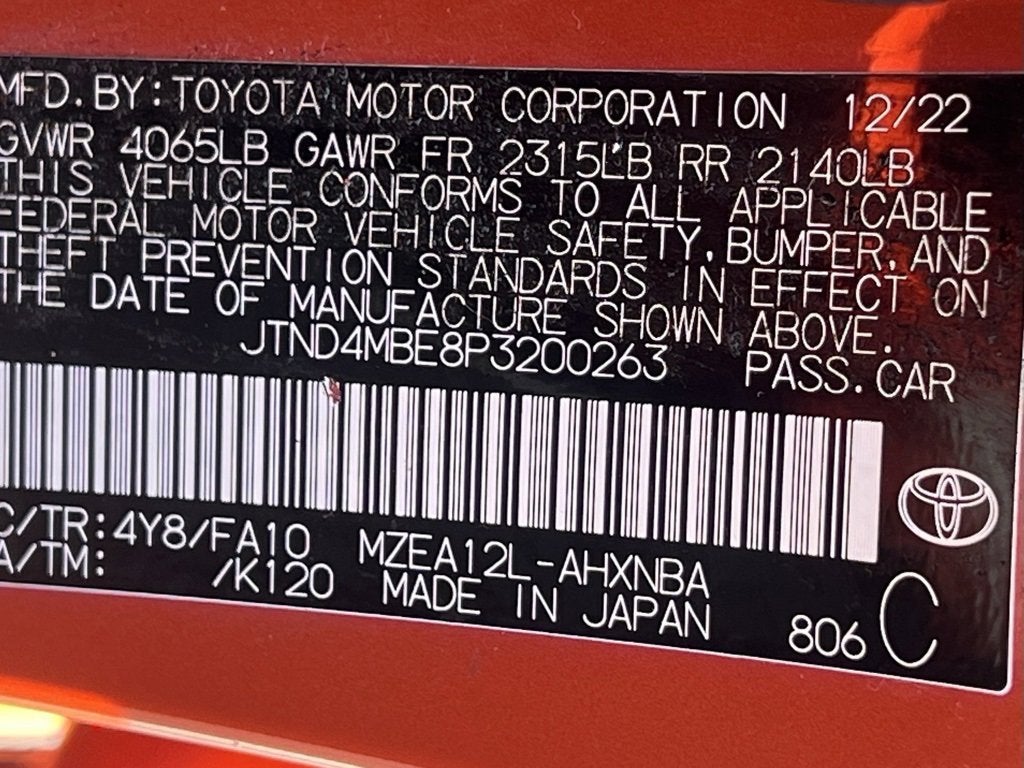 MFD. BY: TOYOTA MOTOR CORPORATION 12/22
GVWR 4065LB GAWR FR 2315LB RR 2140LB
THIS VEHICLE CONFORMS TO ALL APPLICABLE
FEDERAL MOTOR VEHICLE SAFETY, BUMPER, AND
THEFT PREVENTION STANDARDS IN EFFECT ON
THE DATE OF MANUFACTURE SHOWN ABOVE.
JTND4MBE8P3200263 PASS. CAR
C/TR: 4Y8/FA10 MZEA12L-AHXNBA
A/TM: /K120 MADE IN JAPAN 806 C